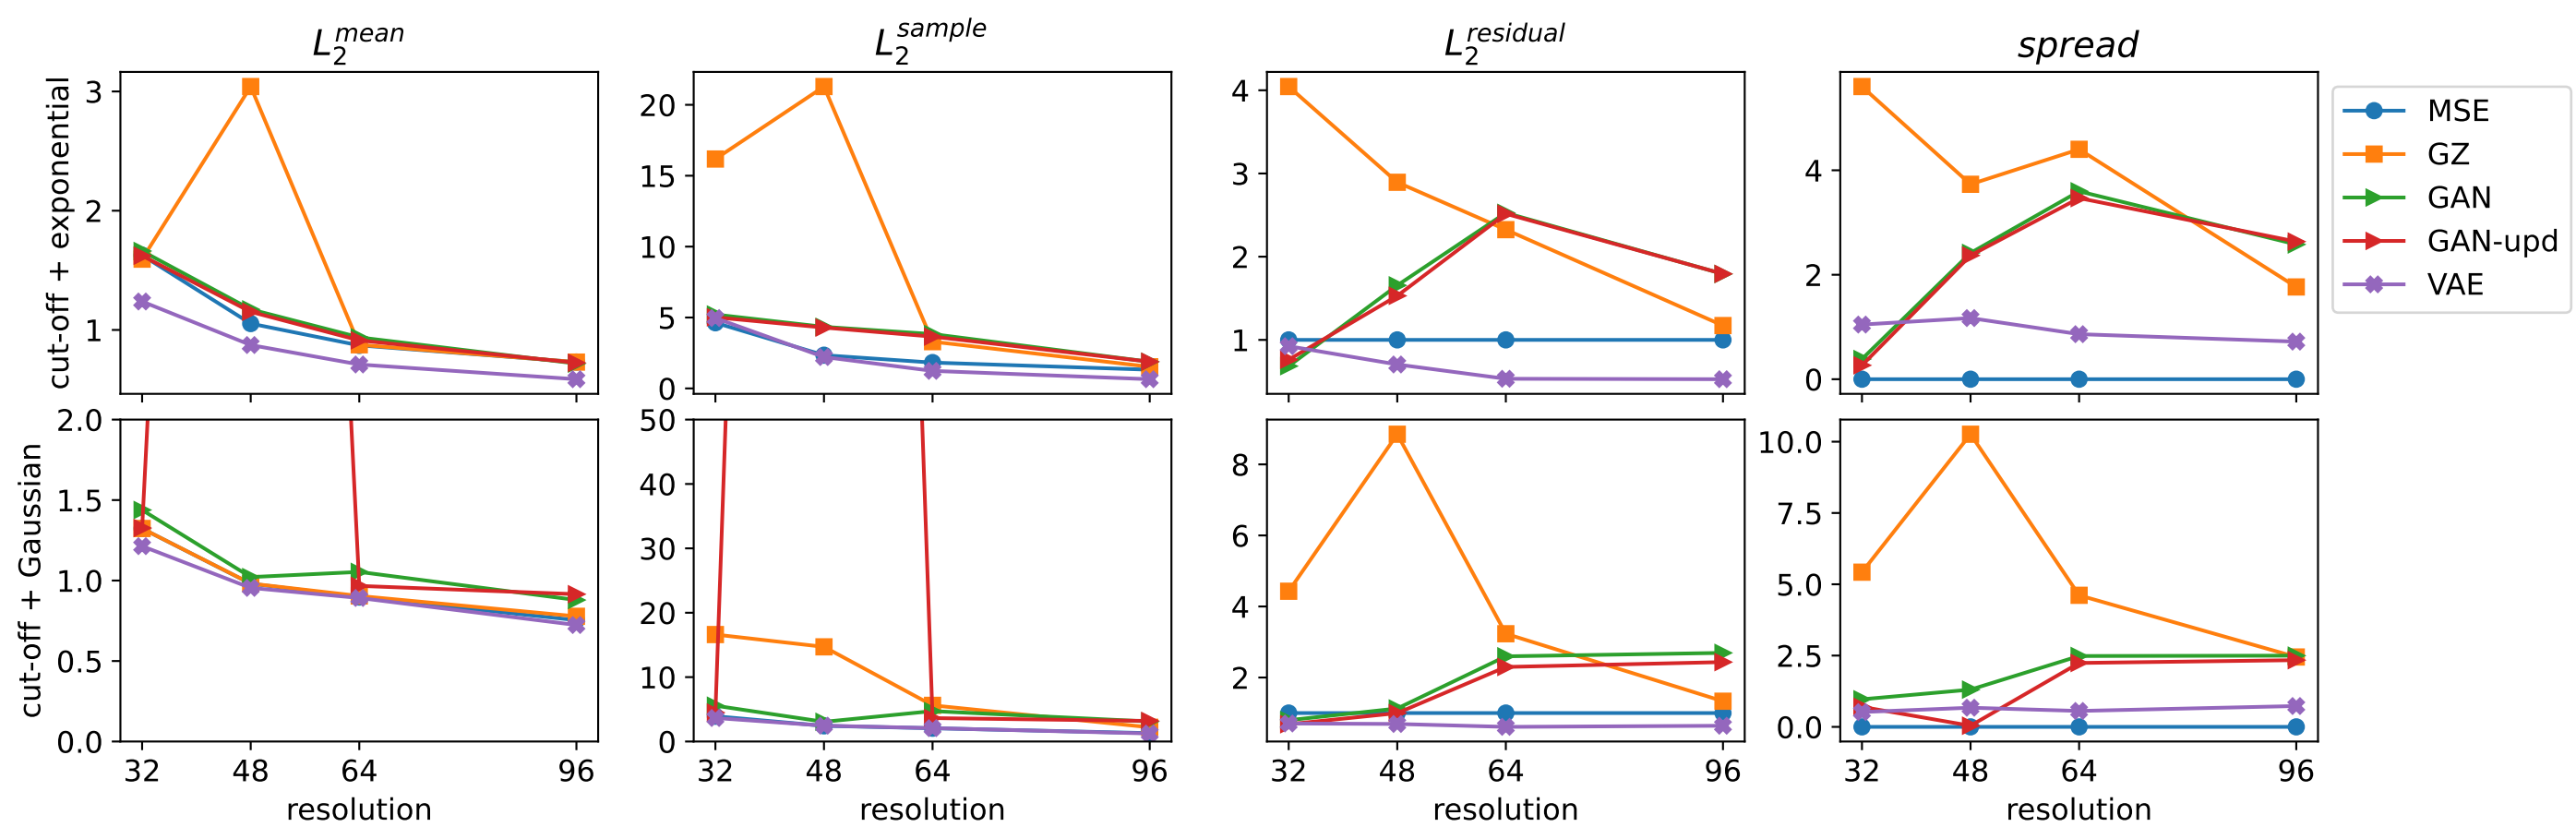 L_2^{mean}
L_2^{sample}
L_2^{residual}
spread
cut-off + exponential
3
2
1
20
15
10
5
0
4
3
2
1
4
2
0
MSE
GZ
GAN
GAN-upd
VAE
cut-off + Gaussian
2.0
1.5
1.0
0.5
0.0
50
40
30
20
10
0
8
6
4
2
10.0
7.5
5.0
2.5
0.0
32 48 64 96
32 48 64 96
32 48 64 96
32 48 64 96
resolution
resolution
resolution
resolution